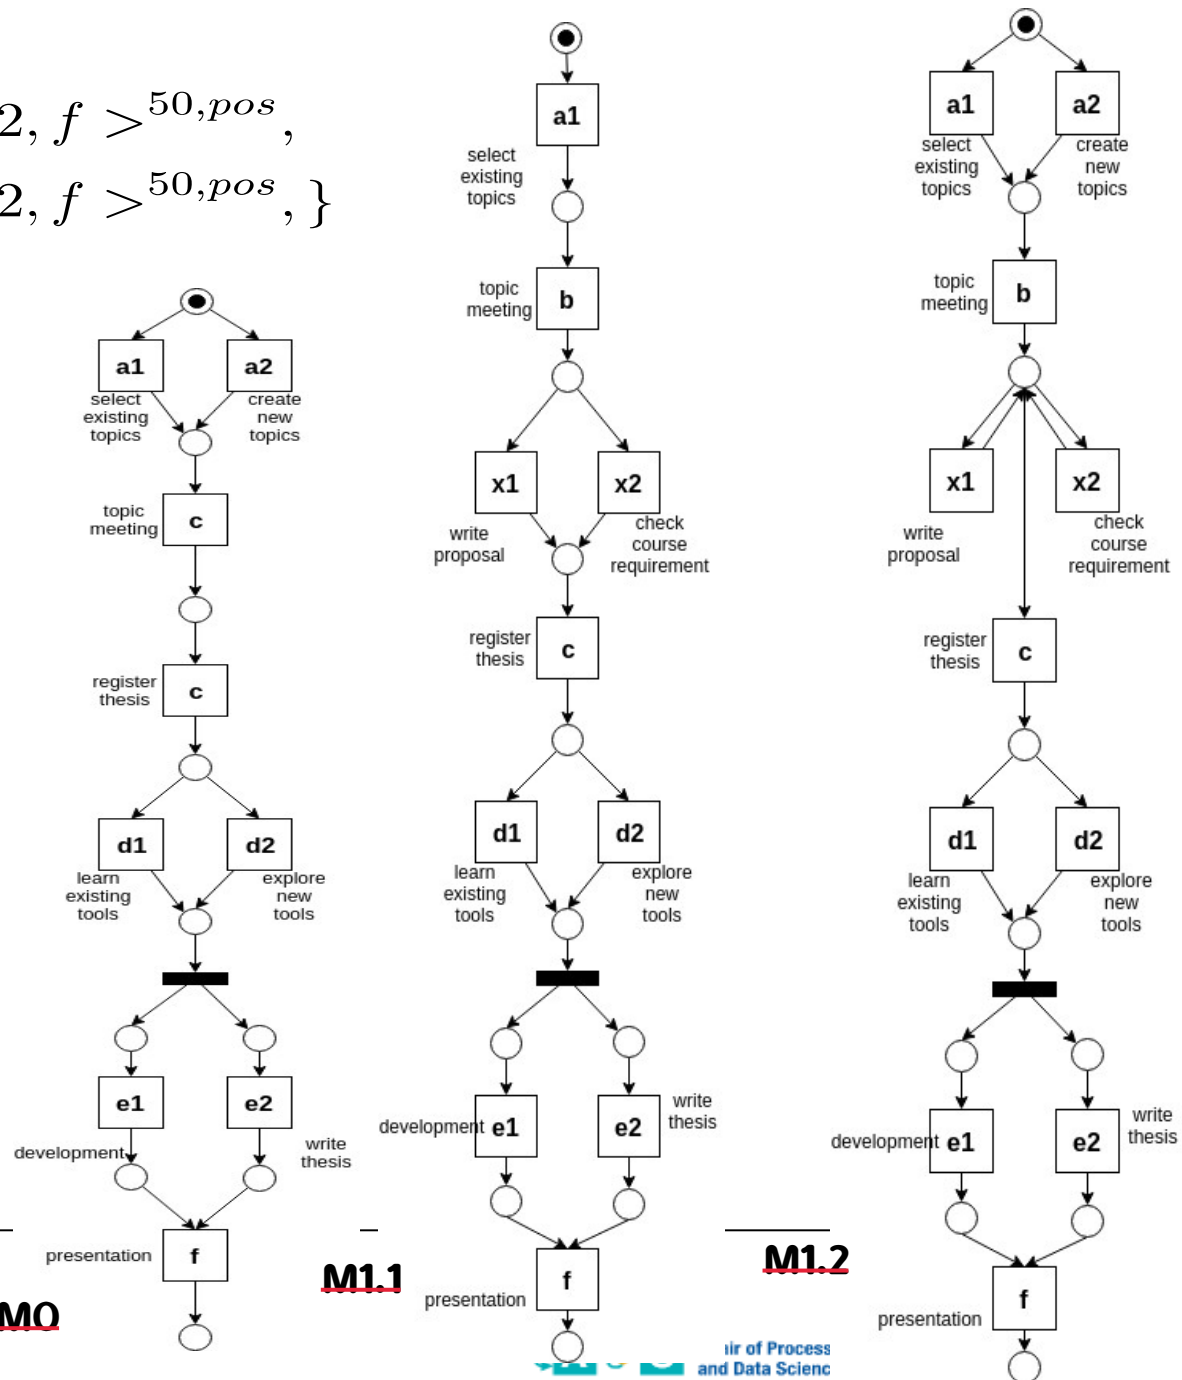 2, f >^{50,pos},
2, f >^{50,pos}, }
a1
a2
select
existing
topics
create
new
topics
topic
meeting
c
register
thesis
c
d1
d2
learn
existing
tools
explore
new
tools
e1
e2
development
write
thesis
presentation
f
M0
a1
select
existing
topics
topic
meeting
b
x1
x2
write
proposal
check
course
requirement
register
thesis
c
d1
d2
learn
existing
tools
explore
new
tools
development
e1
e2
write
thesis
presentation
f
M1.1
a1
a2
select
existing
topics
create
new
topics
topic
meeting
b
x1
x2
write
proposal
check
course
requirement
register
thesis
c
d1
d2
learn
existing
tools
explore
new
tools
development
e1
e2
write
thesis
presentation
f
M1.2
ir of Process
and Data Scienc